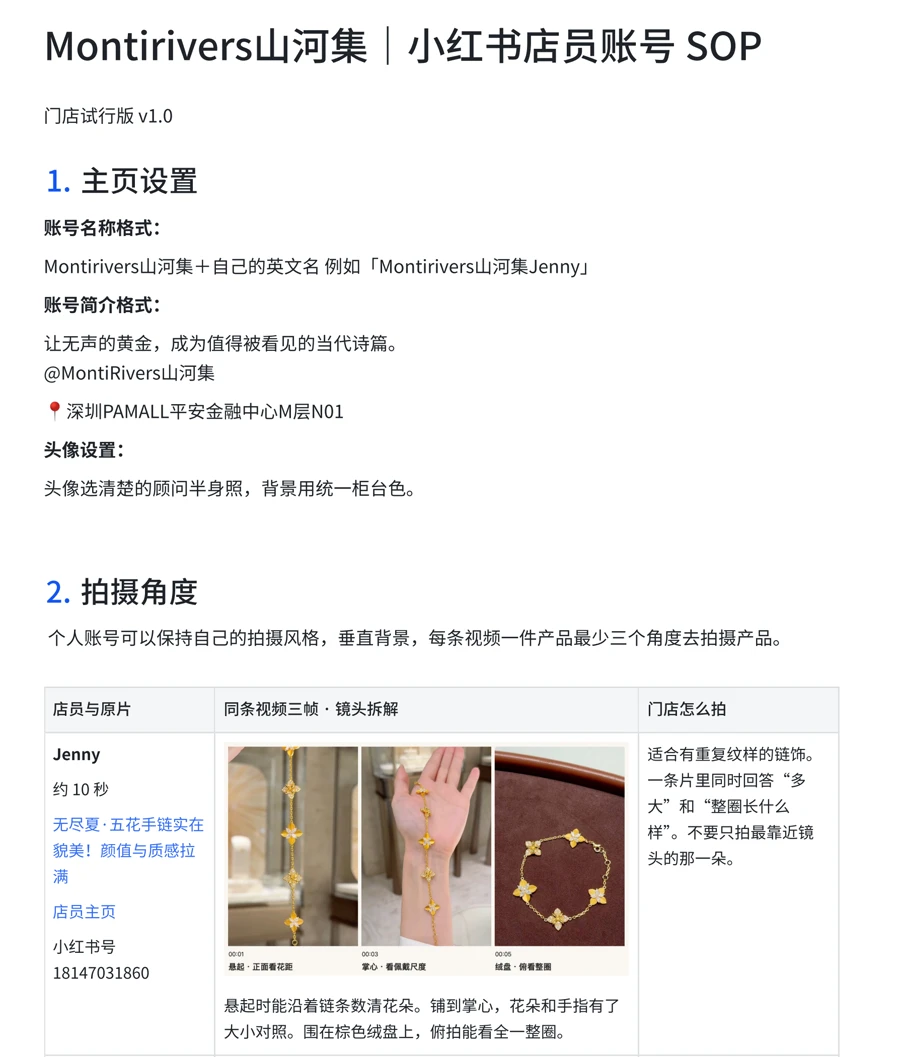 Montirivers山河集｜小红书店员账号 SOP
门店试行版 v1.0
1. 主页设置
账号名称格式：
Montirivers山河集＋自己的英文名 例如「Montirivers山河集Jenny」
账号简介格式：
让无声的黄金，成为值得被看见的当代诗篇。
@MontiRivers山河集
📍深圳PAMALL平安金融中心M层N01
头像设置：
头像选清楚的顾问半身照，背景用统一柜台色。
2. 拍摄角度
个人账号可以保持自己的拍摄风格，垂直背景，每条视频一件产品最少三个角度去拍摄产品。
店员与原片
同条视频三帧 · 镜头拆解
门店怎么拍
Jenny
约 10 秒
无尽夏·五花手链实在
貌美！颜值与质感拉
满
店员主页
小红书号
18147031860
00:01
悬起 · 正面看花距
00:03
掌心 · 看佩戴尺度
00:05
绒盘 · 俯看整圈
悬起时能沿着链条数清花朵。铺到掌心，花朵和手指有了
大小对照。围在棕色绒盘上，俯拍能看全一整圈。
适合有重复纹样的链饰。
一条片里同时回答“多
大”和“整圈长什么
样”。不要只拍最靠近镜
头的那一朵。